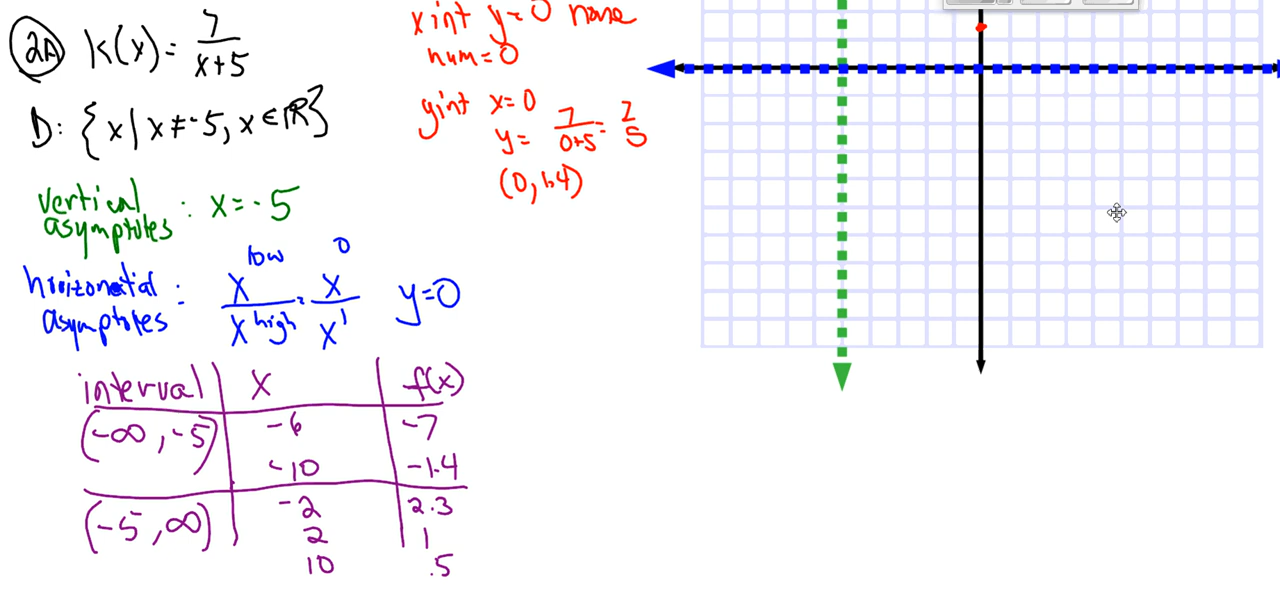 2A K(x) = 7/(x+5)
D: {x | x ≠ -5, x ∈ ℝ}
vertical asymptotes : x = -5
horizontal asymptotes : x^low / x^high = x^0 / x^1 y = 0
interval x f(x)
(-∞, -5) -6 -7
-10 -1.4
(-5, ∞) -2 2.3
2 1
10 .5
x int y = 0 none
num = 0
y int x = 0
y = 7/(0+5) = 7/5
(0, 1.4)